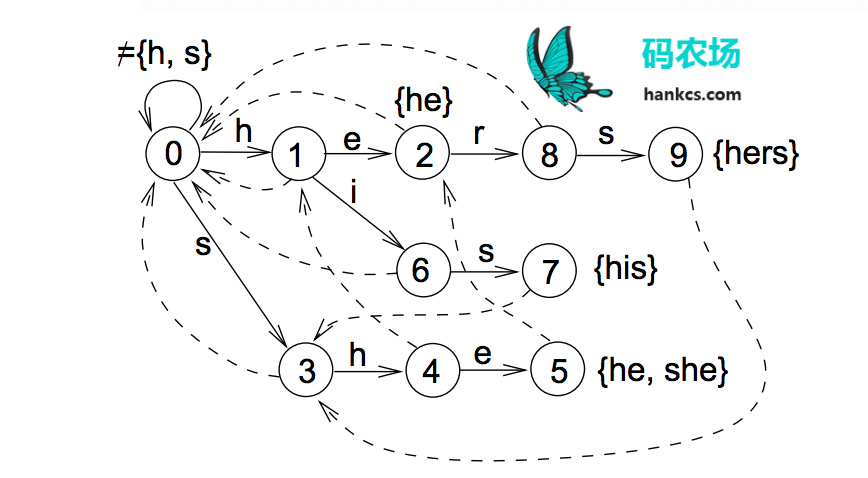 ≠{h, s}
码农场
hankcs.com
{he}
0 h 1 e 2 r 8 s 9 {hers}
i
s 6 s 7 {his}
3 h 4 e 5 {he, she}